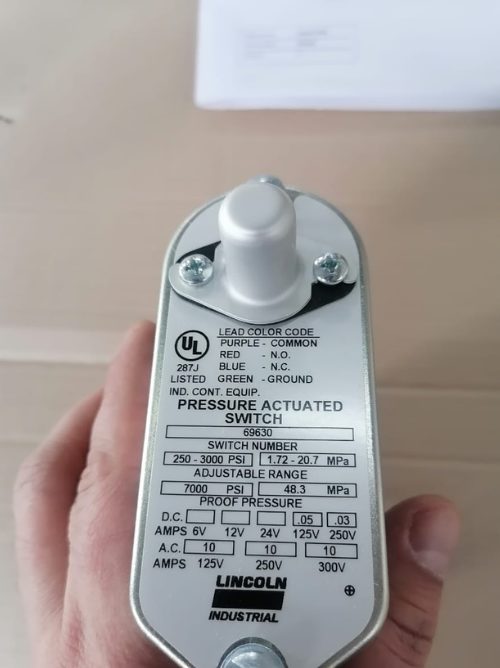 LEAD COLOR CODE
PURPLE - COMMON
RED - N.O.
BLUE - N.C.
GREEN - GROUND
UL
287J
LISTED
IND. CONT. EQUIP.
PRESSURE ACTUATED
SWITCH
69630
SWITCH NUMBER
250 - 3000 PSI 1.72 - 20.7 MPa
ADJUSTABLE RANGE
7000 PSI 48.3 MPa
PROOF PRESSURE
D.C. .05 .03
AMPS 6V 12V 24V 125V 250V
A.C. 10 10 10
AMPS 125V 250V 300V
LINCOLN
INDUSTRIAL